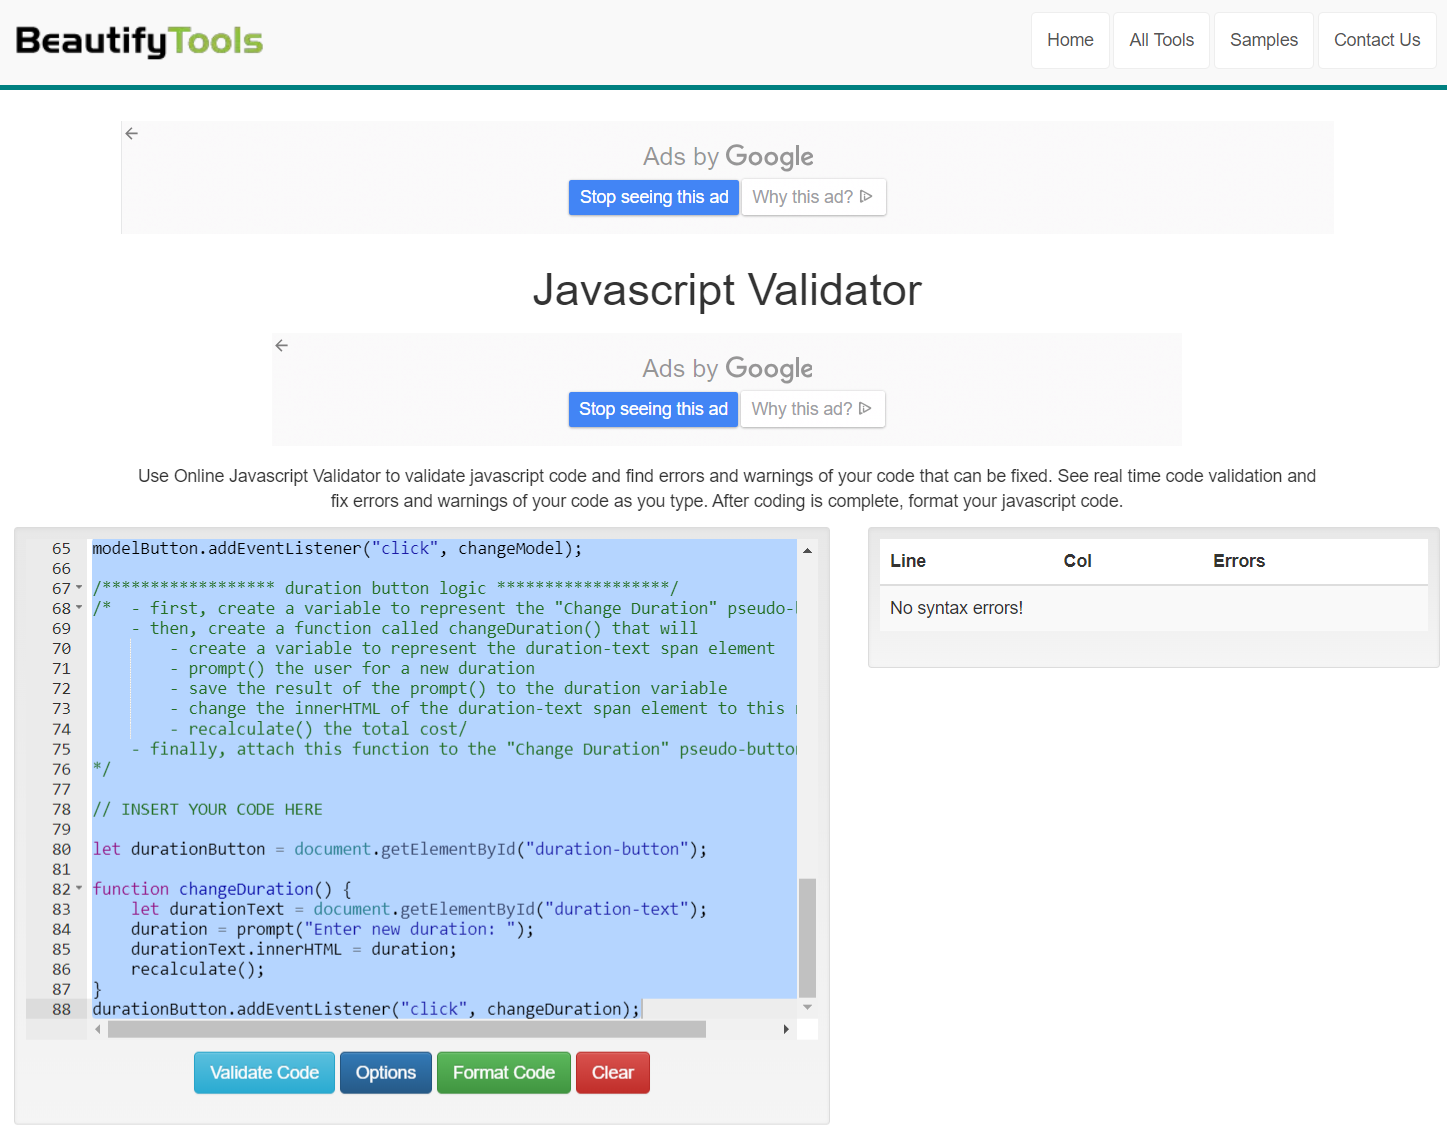 BeautifyTools
Home
All Tools
Samples
Contact Us
Ads by Google
Stop seeing this ad
Why this ad?
Javascript Validator
Ads by Google
Stop seeing this ad
Why this ad?
Use Online Javascript Validator to validate javascript code and find errors and warnings of your code that can be fixed. See real time code validation and
fix errors and warnings of your code as you type. After coding is complete, format your javascript code.
65 modelButton.addEventListener("click", changeModel);
66
67 /****************** duration button logic ******************/
68 /*  - first, create a variable to represent the "Change Duration" pseudo-
69     - then, create a function called changeDuration() that will
70         - create a variable to represent the duration-text span element
71         - prompt() the user for a new duration
72         - save the result of the prompt() to the duration variable
73         - change the innerHTML of the duration-text span element to this
74         - recalculate() the total cost/
75     - finally, attach this function to the "Change Duration" pseudo-button
76 */
77
78 // INSERT YOUR CODE HERE
79
80 let durationButton = document.getElementById("duration-button");
81
82 function changeDuration() {
83     let durationText = document.getElementById("duration-text");
84     duration = prompt("Enter new duration: ");
85     durationText.innerHTML = duration;
86     recalculate();
87 }
88 durationButton.addEventListener("click", changeDuration);
Validate Code
Options
Format Code
Clear
Line Col Errors
No syntax errors!